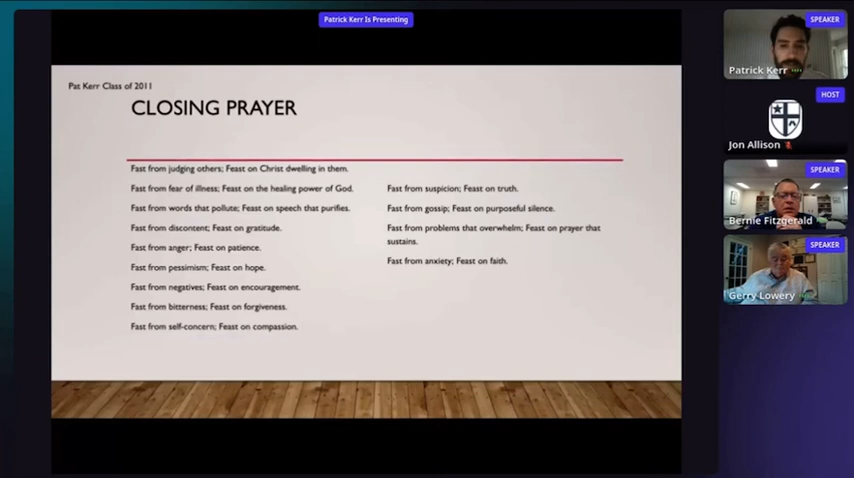 Patrick Kerr Is Presenting
Pat Kerr Class of 2011
CLOSING PRAYER
Fast from judging others; Feast on Christ dwelling in them.
Fast from fear of illness; Feast on the healing power of God.
Fast from words that pollute; Feast on speech that purifies.
Fast from discontent; Feast on gratitude.
Fast from anger; Feast on patience.
Fast from pessimism; Feast on hope.
Fast from negatives; Feast on encouragement.
Fast from bitterness; Feast on forgiveness.
Fast from self-concern; Feast on compassion.
Fast from suspicion; Feast on truth.
Fast from gossip; Feast on purposeful silence.
Fast from problems that overwhelm; Feast on prayer that
sustains.
Fast from anxiety; Feast on faith.
SPEAKER
Patrick Kerr
HOST
Jon Allison
SPEAKER
Bernie Fitzgerald
SPEAKER
Gerry Lowery